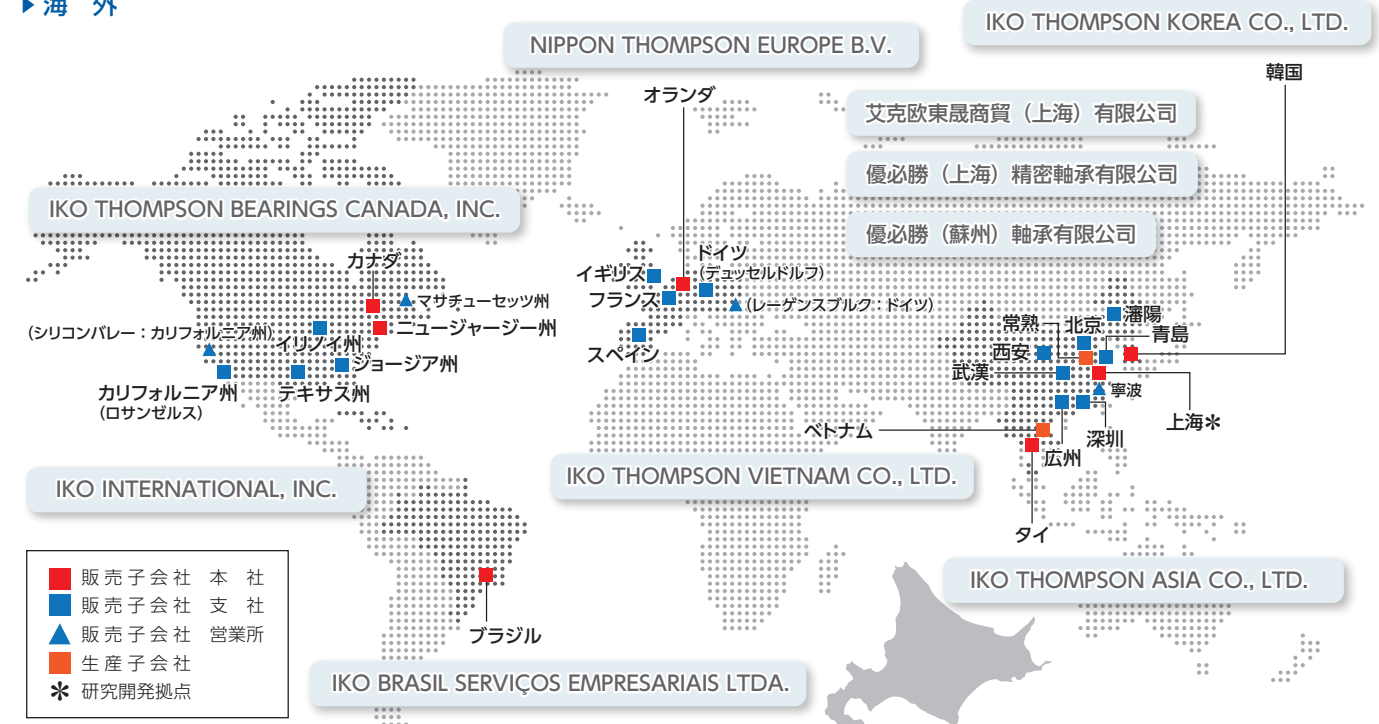 ▶海 外
IKO THOMPSON KOREA CO., LTD.
NIPPON THOMPSON EUROPE B.V.
韓国
オランダ
艾克欧東晟商貿（上海）有限公司
優必勝（上海）精密軸承有限公司
IKO THOMPSON BEARINGS CANADA, INC.
優必勝（蘇州）軸承有限公司
カナダ
ドイツ
（デュッセルドルフ）
イギリス
フランス
（レーゲンスブルク：ドイツ）
スペイン
マサチューセッツ州
ニュージャージー州
（シリコンバレー：カリフォルニア州）
イリノイ州
ジョージア州
カリフォルニア州
（ロサンゼルス）
テキサス州
瀋陽
常熟
北京
青島
西安
武漢
寧波
上海＊
深圳
広州
ベトナム
タイ
IKO THOMPSON VIETNAM CO., LTD.
IKO INTERNATIONAL, INC.
IKO THOMPSON ASIA CO., LTD.
販売子会社 本 社
販売子会社 支 社
販売子会社 営業所
生産子会社
＊ 研究開発拠点
ブラジル
IKO BRASIL SERVIÇOS EMPRESARIAIS LTDA.